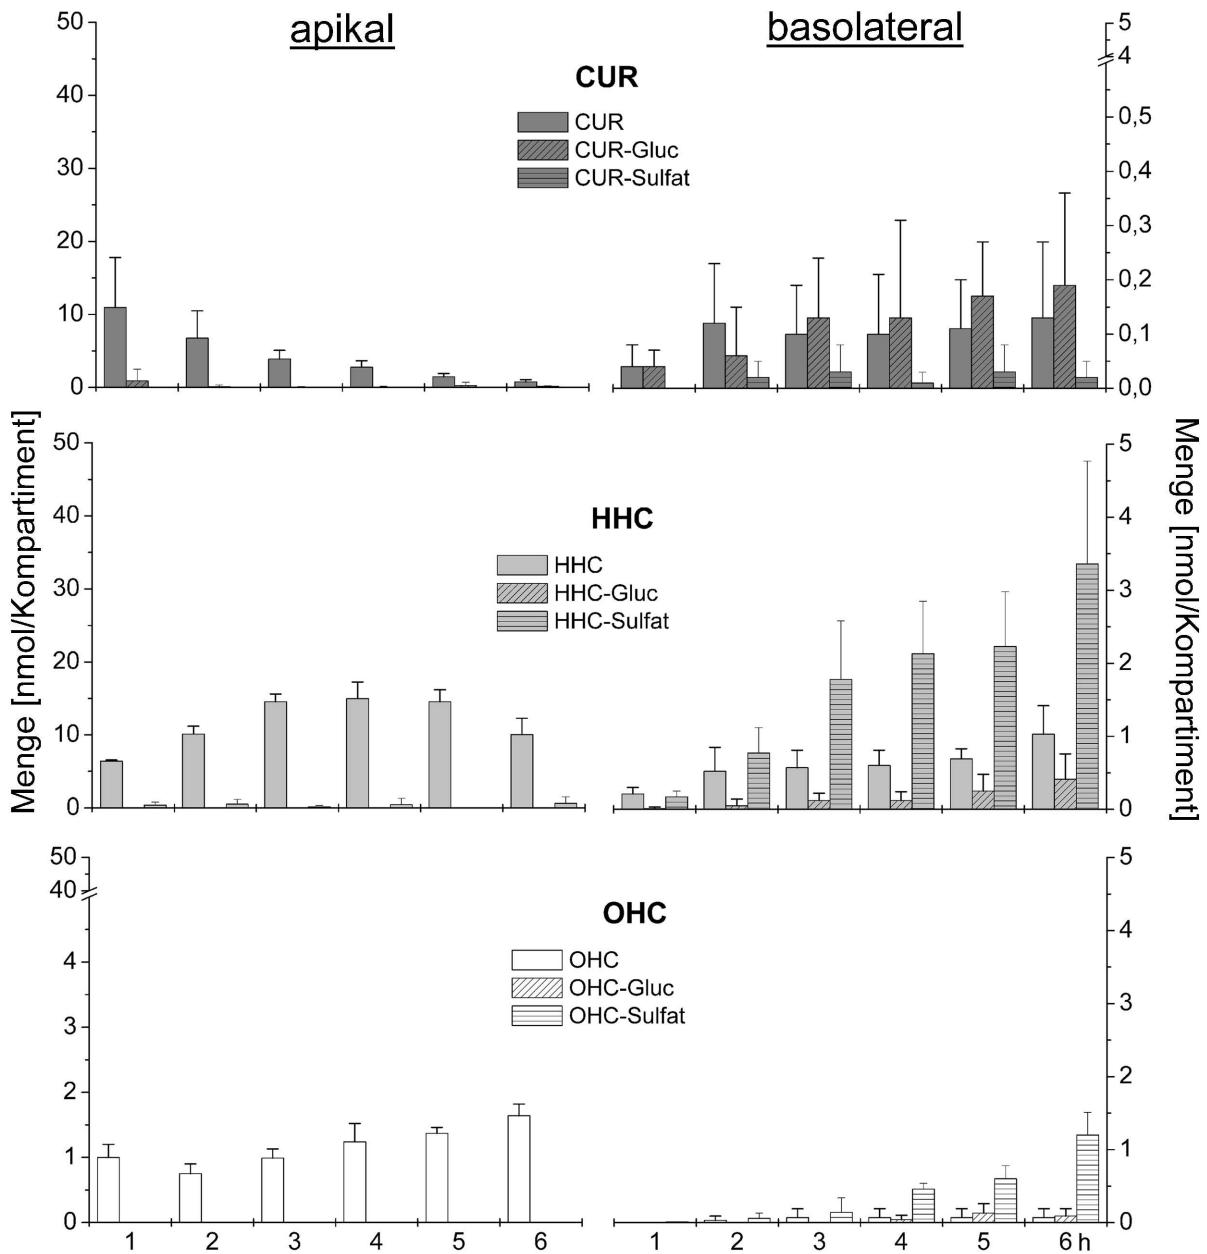 apikal
basolateral
CUR
CUR
CUR-Gluc
CUR-Sulfat
50
40
30
20
10
0
5
4
0,5
0,4
0,3
0,2
0,1
0,0
Menge [nmol/Kompartiment]
Menge [nmol/Kompartiment]
HHC
HHC
HHC-Gluc
HHC-Sulfat
50
40
30
20
10
0
5
4
3
2
1
0
OHC
OHC
OHC-Gluc
OHC-Sulfat
50
40
4
3
2
1
0
5
4
3
2
1
0
1 2 3 4 5 6 1 2 3 4 5 6 h